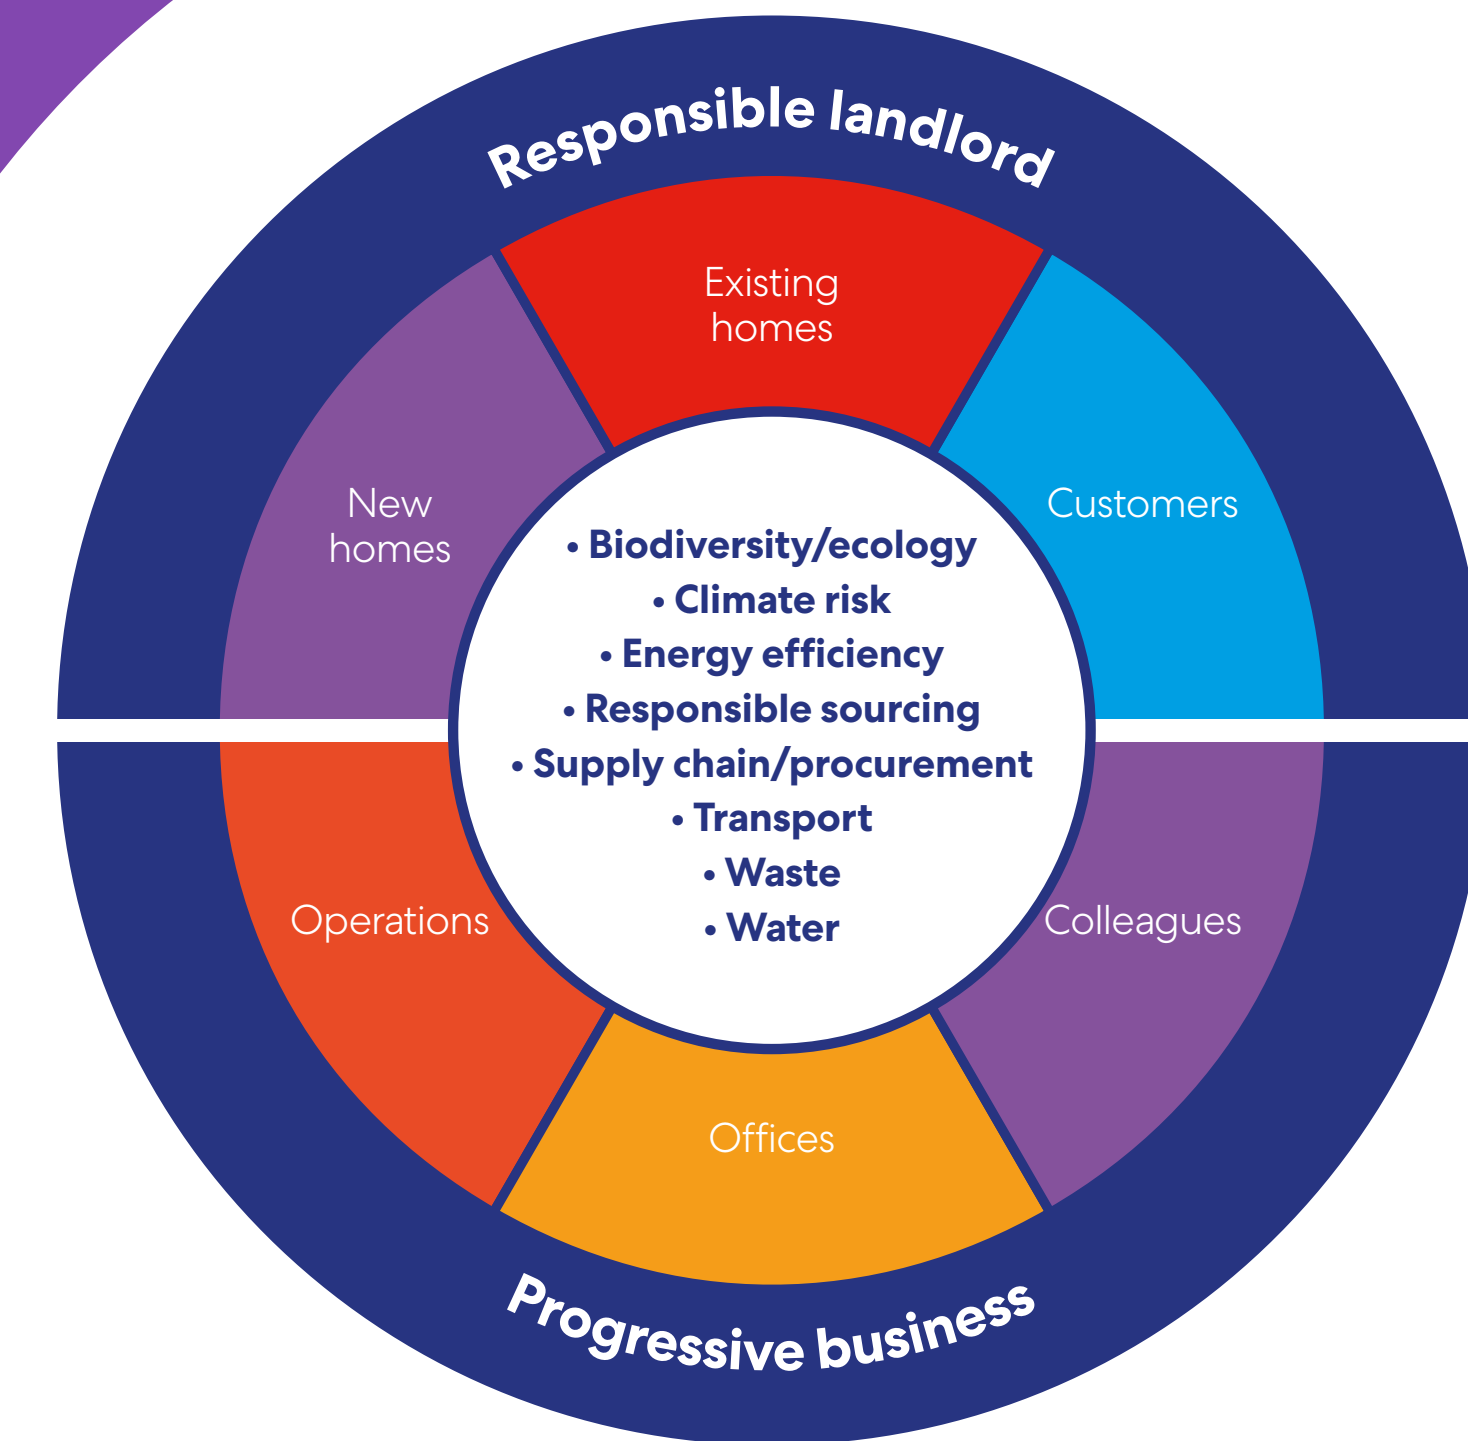 Responsible landlord
Existing
homes
New
homes
Customers
• Biodiversity/ecology
• Climate risk
• Energy efficiency
• Responsible sourcing
• Supply chain/procurement
• Transport
• Waste
• Water
Operations
Colleagues
Offices
Progressive business